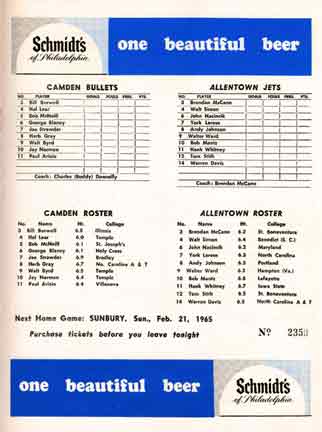 Schmidt's
of Philadelphia
one beautiful beer
CAMDEN BULLETS
NO. PLAYER GOALS FOULS PERS. PTS.
3 Bill Burwell
4 Hal Lear
5 Bob McNeill
6 George Blaney
7 Joe Strawder
8 Herb Gray
9 Walt Byrd
10 Jay Norman
11 Paul Arizin
Coach: Charles (Buddy) Donnelly
ALLENTOWN JETS
NO. PLAYER GOALS FOULS PERS. PTS.
3 Brendan McCann
4 Walt Simon
6 John Nacincik
7 York Larese
8 Andy Johnson
9 Walter Ward
10 Bob Mantz
11 Hank Whitney
12 Tom Stith
14 Warren Davis
Coach: Brendan McCann
CAMDEN ROSTER
No. Name Ht. College
3 Bill Burwell 6.8 Illinois
4 Hal Lear 6.0 Temple
5 Bob McNeill 6.1 St. Joseph's
6 George Blaney 6.1 Holy Cross
7 Joe Strawder 6.9 Bradley
8 Herb Gray 6.7 No. Carolina A & T
9 Walt Byrd 6.5 Temple
10 Jay Norman 6.4 Temple
11 Paul Arizin 6.4 Villanova
ALLENTOWN ROSTER
No. Name Ht. College
3 Brendan McCann 6.2 St. Bonaventure
4 Walt Simon 6.4 Benedict (S. C.)
6 John Nacincik 6.2 Maryland
7 York Larese 6.3 North Carolina
8 Andy Johnson 6.5 Portland
9 Walter Ward 6.3 Hampton (Va.)
10 Bob Mantz 6.8 Lafayette
11 Hank Whitney 6.7 Iowa State
12 Tom Stith 6.5 St. Bonaventure
14 Warren Davis 6.5 North Carolina A & T
Next Home Game: SUNBURY, Sun., Feb. 21, 1965
Purchase tickets before you leave tonight
Nº
one beautiful beer
Schmidt's
of Philadelphia